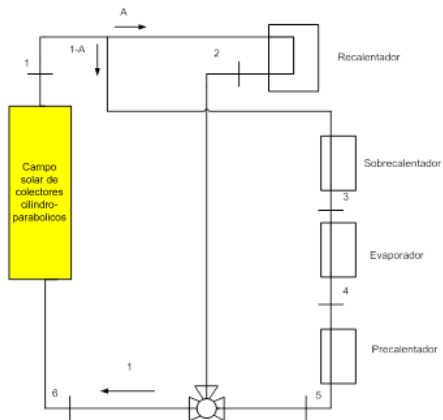 A
1-A
1
2
Recalentador
Campo
solar de
colectores
cilindro-
parabolicos
Sobrecalentador
3
Evaporador
4
Precalentador
1
6
5